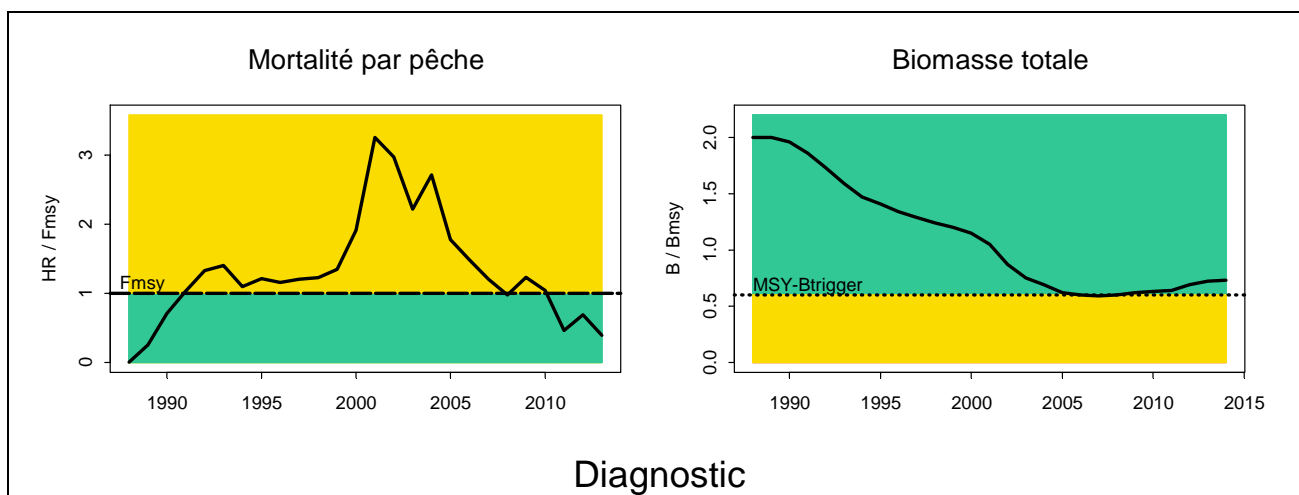 Mortalité par pêche
HR / Fmsy
3
2
1
0
Fmsy
1990 1995 2000 2005 2010
Biomasse totale
B / Bmsy
2.0
1.5
1.0
0.5
0.0
MSY-Btrigger
1990 1995 2000 2005 2010 2015
Diagnostic